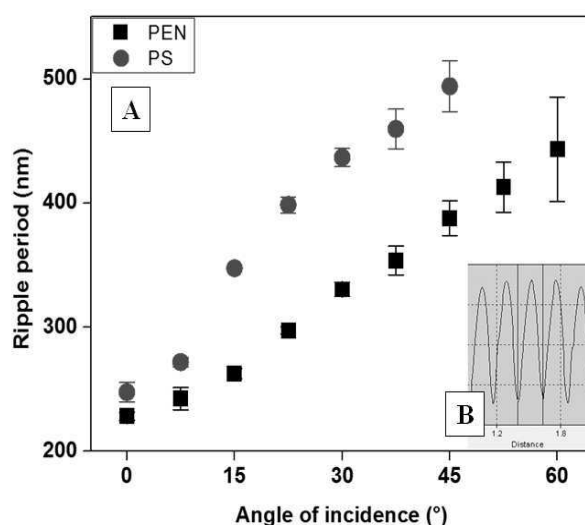 PEN
PS
A
500
400
300
200
Ripple period (nm)
0 15 30 45 60
Angle of incidence (°)
B
1.2 1.8
Distance